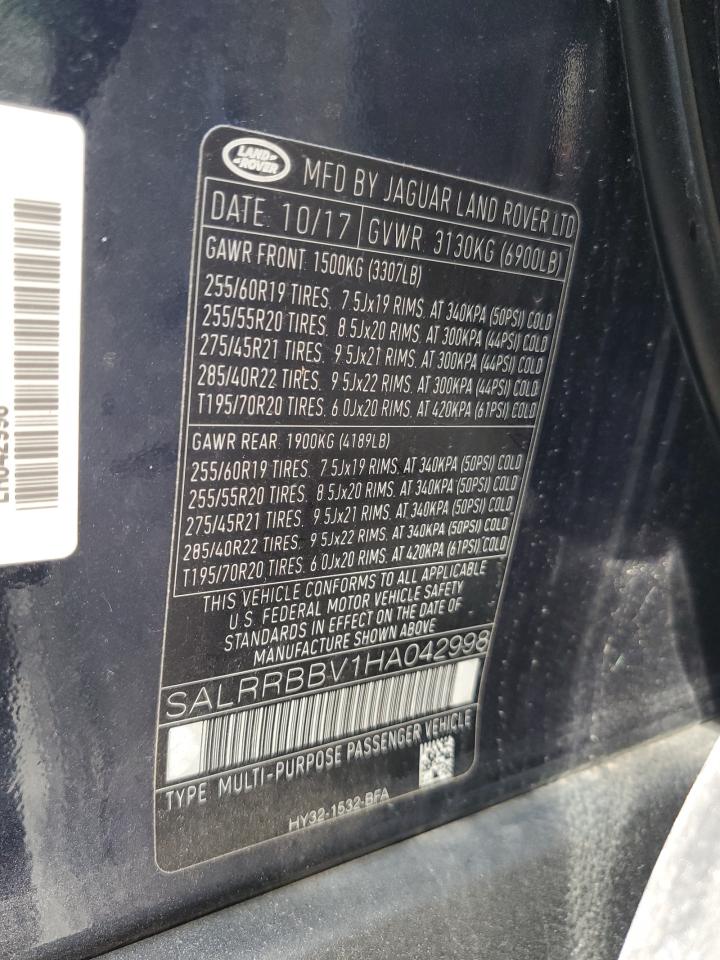 LAND ROVER
MFD BY JAGUAR LAND ROVER LTD
DATE 10/17 GVWR 3130KG (6900LB)
GAWR FRONT 1500KG (3307LB)
255/60R19 TIRES, 7.5Jx19 RIMS, AT 340KPA (50PSI) COLD
255/55R20 TIRES, 8.5Jx20 RIMS, AT 300KPA (44PSI) COLD
275/45R21 TIRES, 9.5Jx21 RIMS, AT 300KPA (44PSI) COLD
285/40R22 TIRES, 9.5Jx22 RIMS, AT 300KPA (44PSI) COLD
T195/70R20 TIRES, 6.0Jx20 RIMS, AT 420KPA (61PSI) COLD
GAWR REAR 1900KG (4189LB)
255/60R19 TIRES, 7.5Jx19 RIMS, AT 340KPA (50PSI) COLD
255/55R20 TIRES, 8.5Jx20 RIMS, AT 340KPA (50PSI) COLD
275/45R21 TIRES, 9.5Jx21 RIMS, AT 340KPA (50PSI) COLD
285/40R22 TIRES, 9.5Jx22 RIMS, AT 340KPA (50PSI) COLD
T195/70R20 TIRES, 6.0Jx20 RIMS, AT 420KPA (61PSI) COLD
THIS VEHICLE CONFORMS TO ALL APPLICABLE
U.S. FEDERAL MOTOR VEHICLE SAFETY
STANDARDS IN EFFECT ON THE DATE OF
MANUFACTURE SHOWN ABOVE
SALRRBBV1HA042998
TYPE MULTI-PURPOSE PASSENGER VEHICLE
HY32-1532-BFA